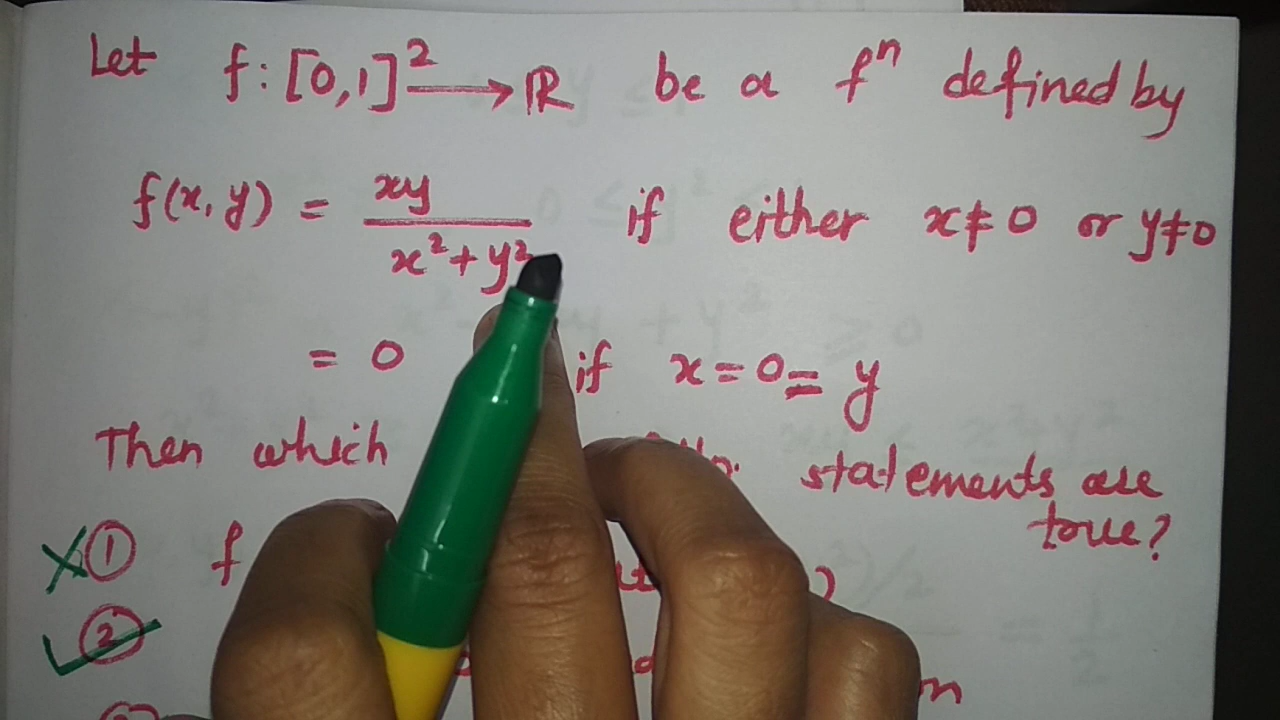 Let f : [0,1]² → ℝ be a fⁿ defined by
f(x, y) = xy / x² + y² if either x ≠ 0 or y ≠ 0
= 0 if x = 0 = y
Then which statements are
true?
① f )
②